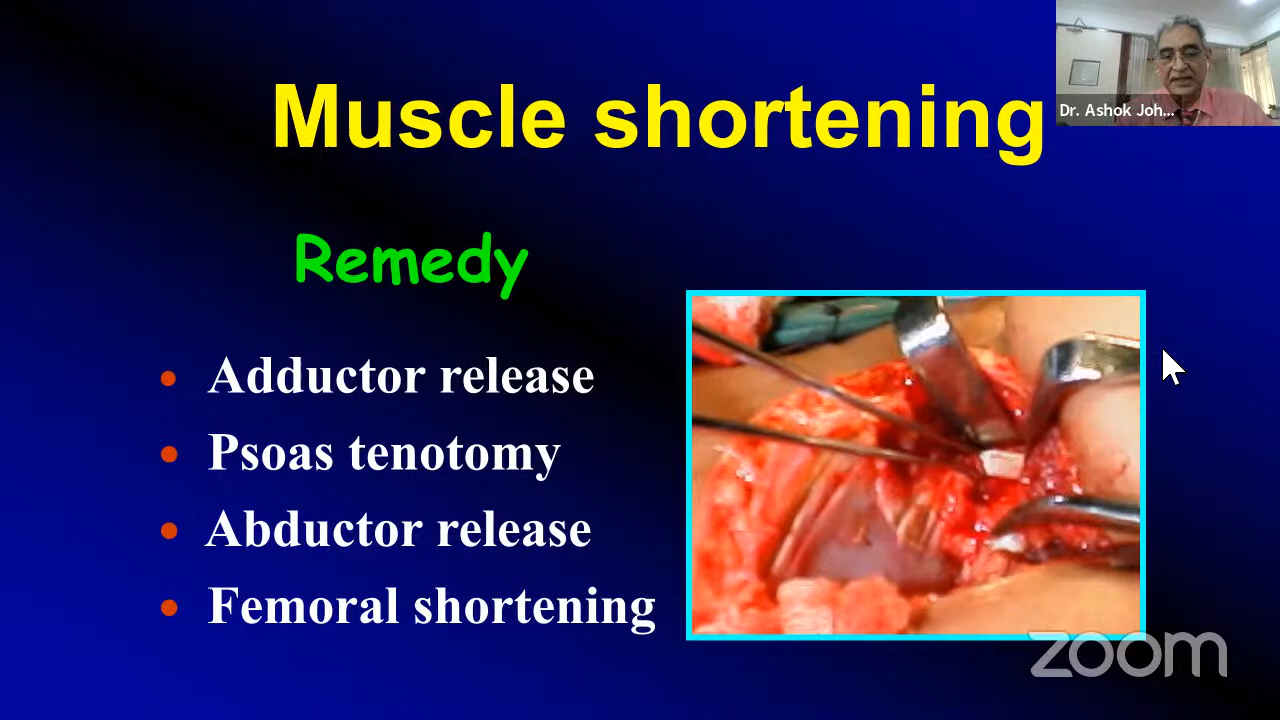 Muscle shortening
Dr. Ashok Joh...
Remedy
Adductor release
Psoas tenotomy
Abductor release
Femoral shortening
zoom